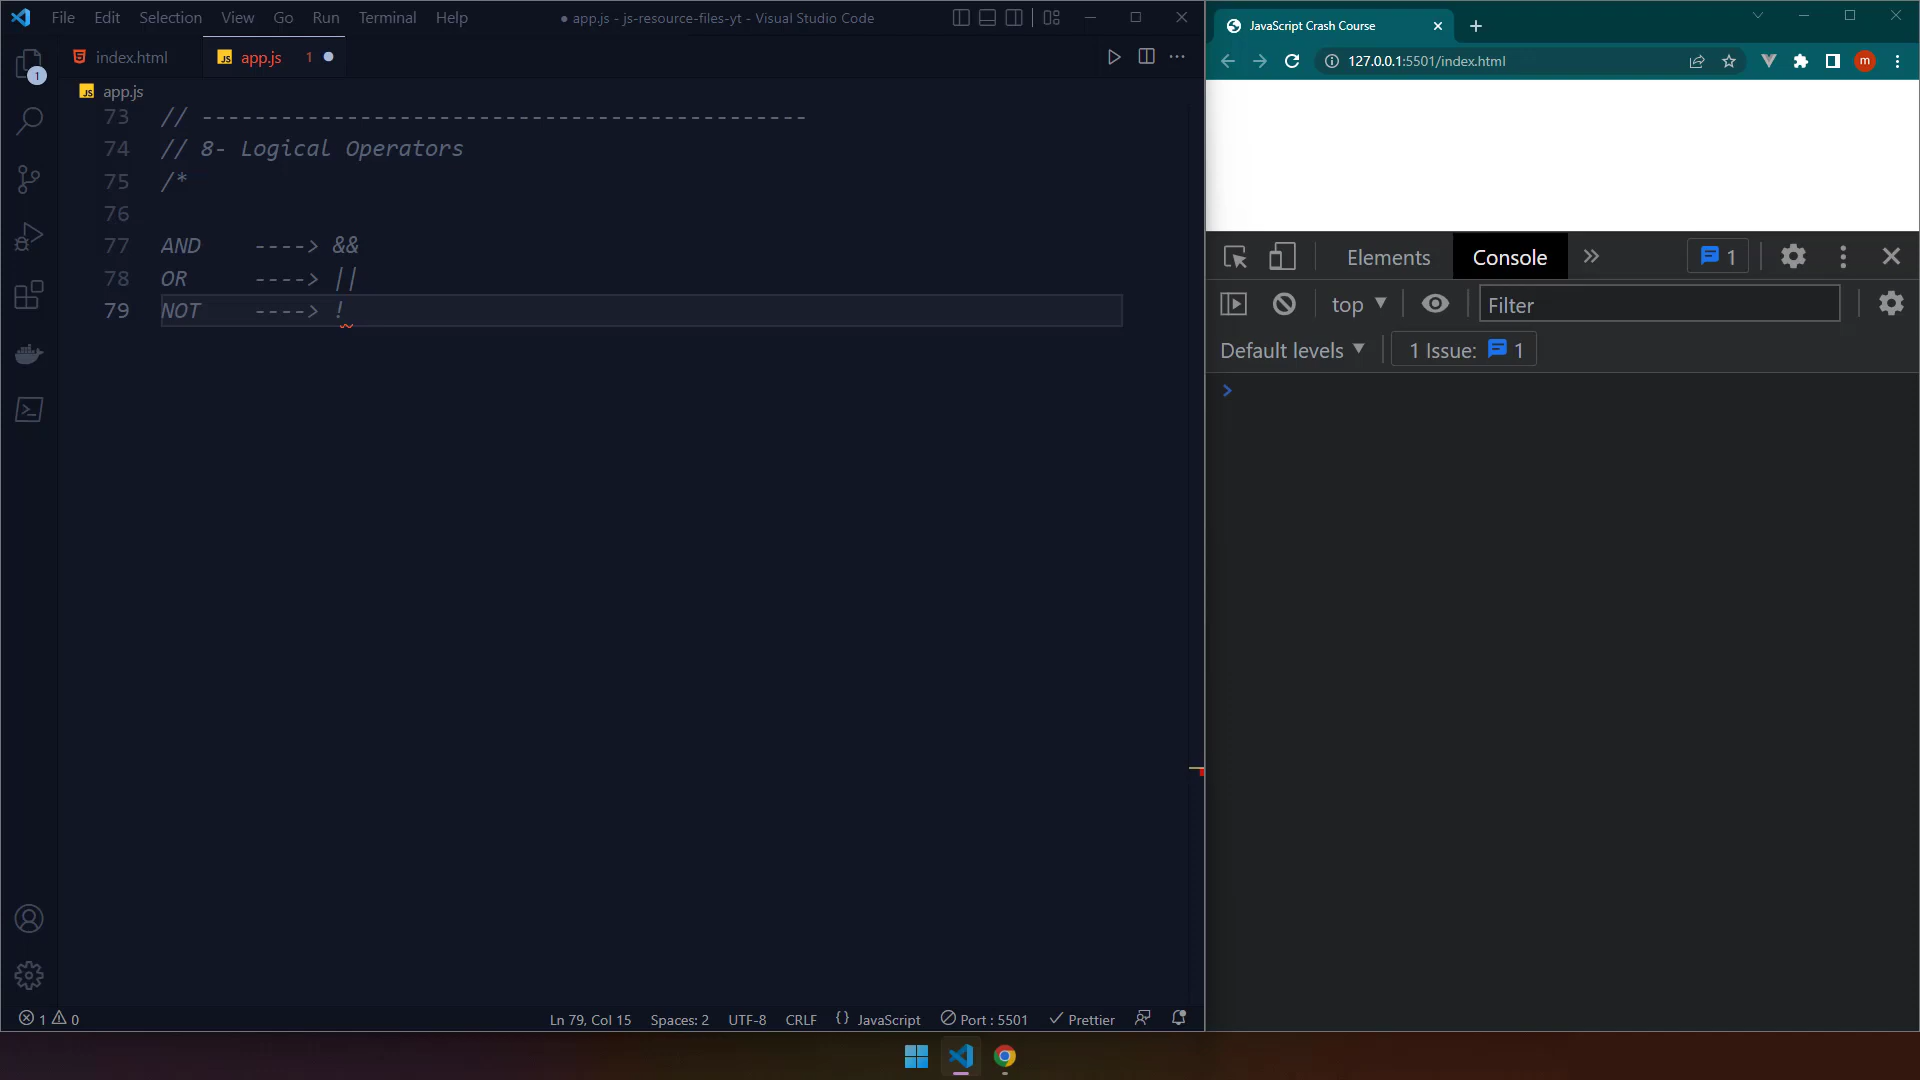 File Edit Selection View Go Run Terminal Help
● app.js - js-resource-files-yt - Visual Studio Code
index.html
JS app.js 1 ●
JS app.js
1
73 // ----------------------------------------------
74 // 8- Logical Operators
75 /*
76
77 AND ----> &&
78 OR ----> ||
79 NOT ----> !
1 0
Ln 79, Col 15 Spaces: 2 UTF-8 CRLF {} JavaScript Port : 5501 Prettier
JavaScript Crash Course
127.0.0.1:5501/index.html
m
Elements Console » 1
top Filter
Default levels 1 Issue: 1
>